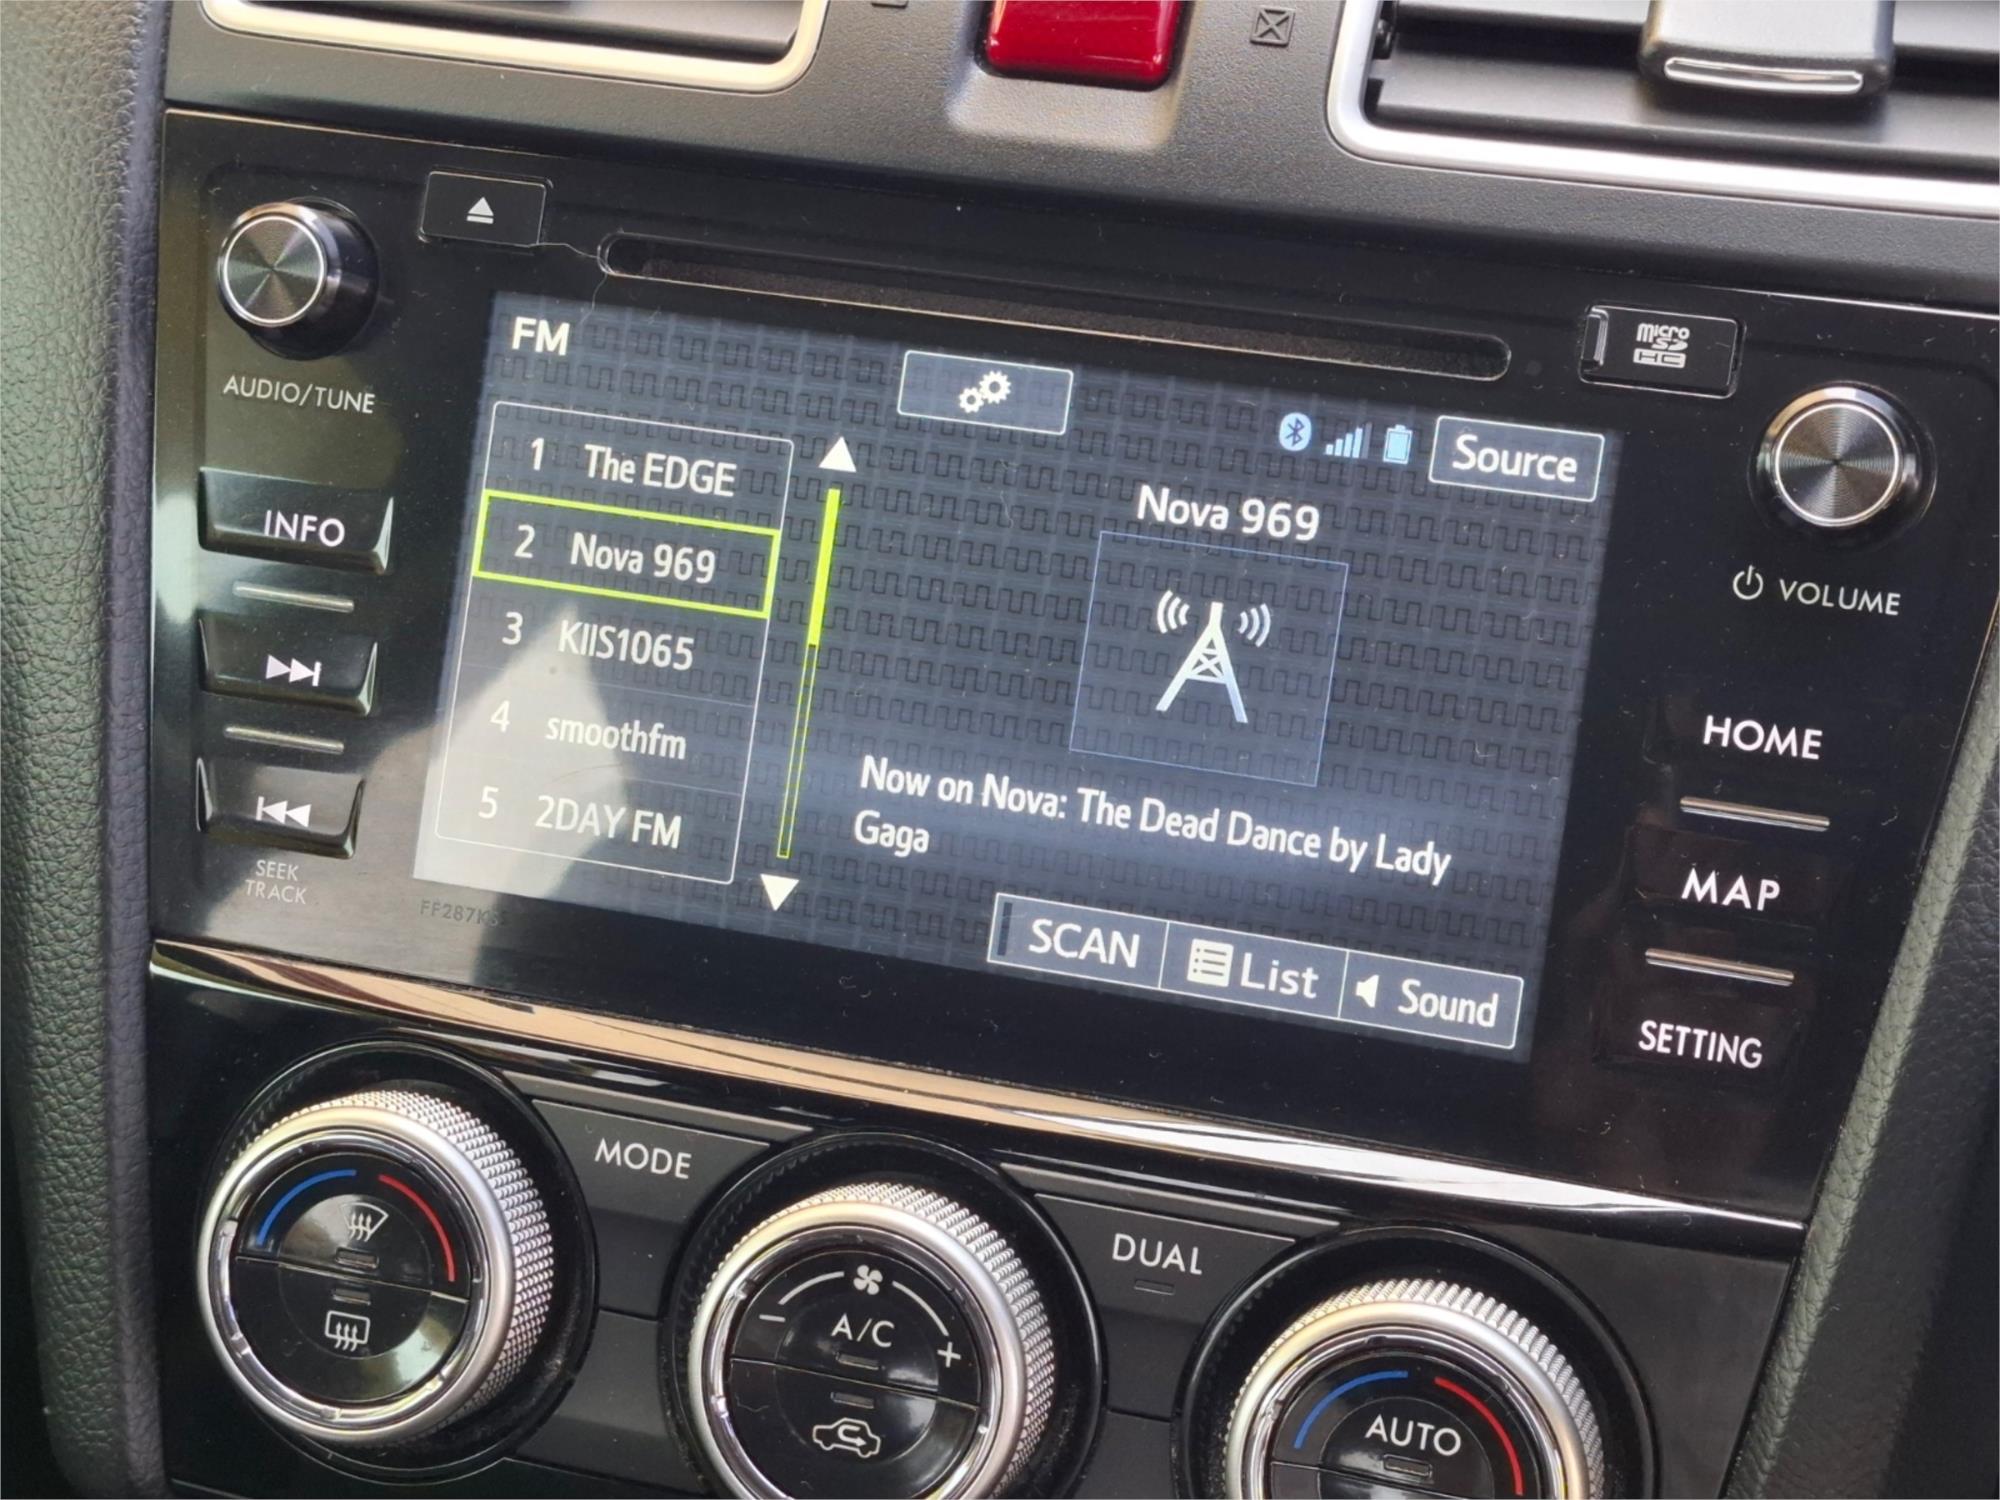 AUDIO/TUNE
INFO
SEEK
TRACK
FM
1 The EDGE
2 Nova 969
3 KIIS1065
4 smoothfm
5 2DAY FM
Source
Nova 969
Now on Nova: The Dead Dance by Lady
Gaga
SCAN List Sound
micro
SD
HC
VOLUME
HOME
MAP
SETTING
MODE
A/C
DUAL
AUTO